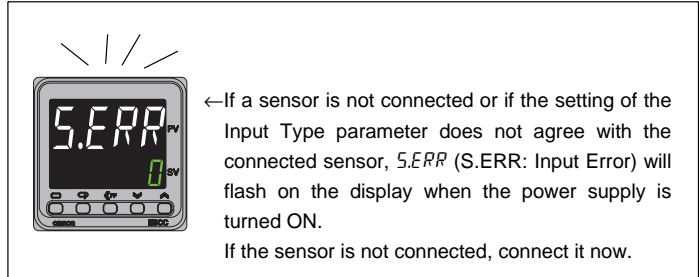 S.ERR PV
0 SV
PF
omron E5CC
←If a sensor is not connected or if the setting of the
Input Type parameter does not agree with the
connected sensor, S.ERR (S.ERR: Input Error) will
flash on the display when the power supply is
turned ON.
If the sensor is not connected, connect it now.